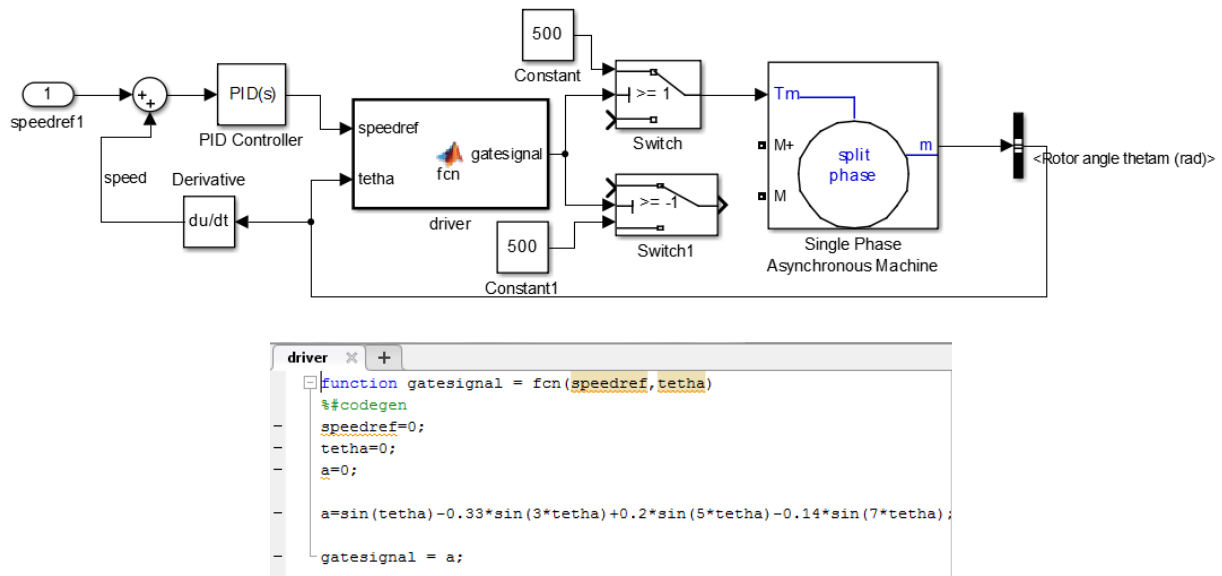 500
Constant
1
speedref1
+
+
PID(s)
PID Controller
speed
Derivative
du/dt
speedref
tetha
fcn
gatesignal
driver
>= 1
Switch
>= -1
Switch1
500
Constant1
Tm
M+
M
split
phase
m
Single Phase
Asynchronous Machine
<Rotor angle thetam (rad)>
driver
function gatesignal = fcn(speedref,tetha)
%#codegen
speedref=0;
tetha=0;
a=0;
a=sin(tetha)-0.33*sin(3*tetha)+0.2*sin(5*tetha)-0.14*sin(7*tetha);
gatesignal = a;